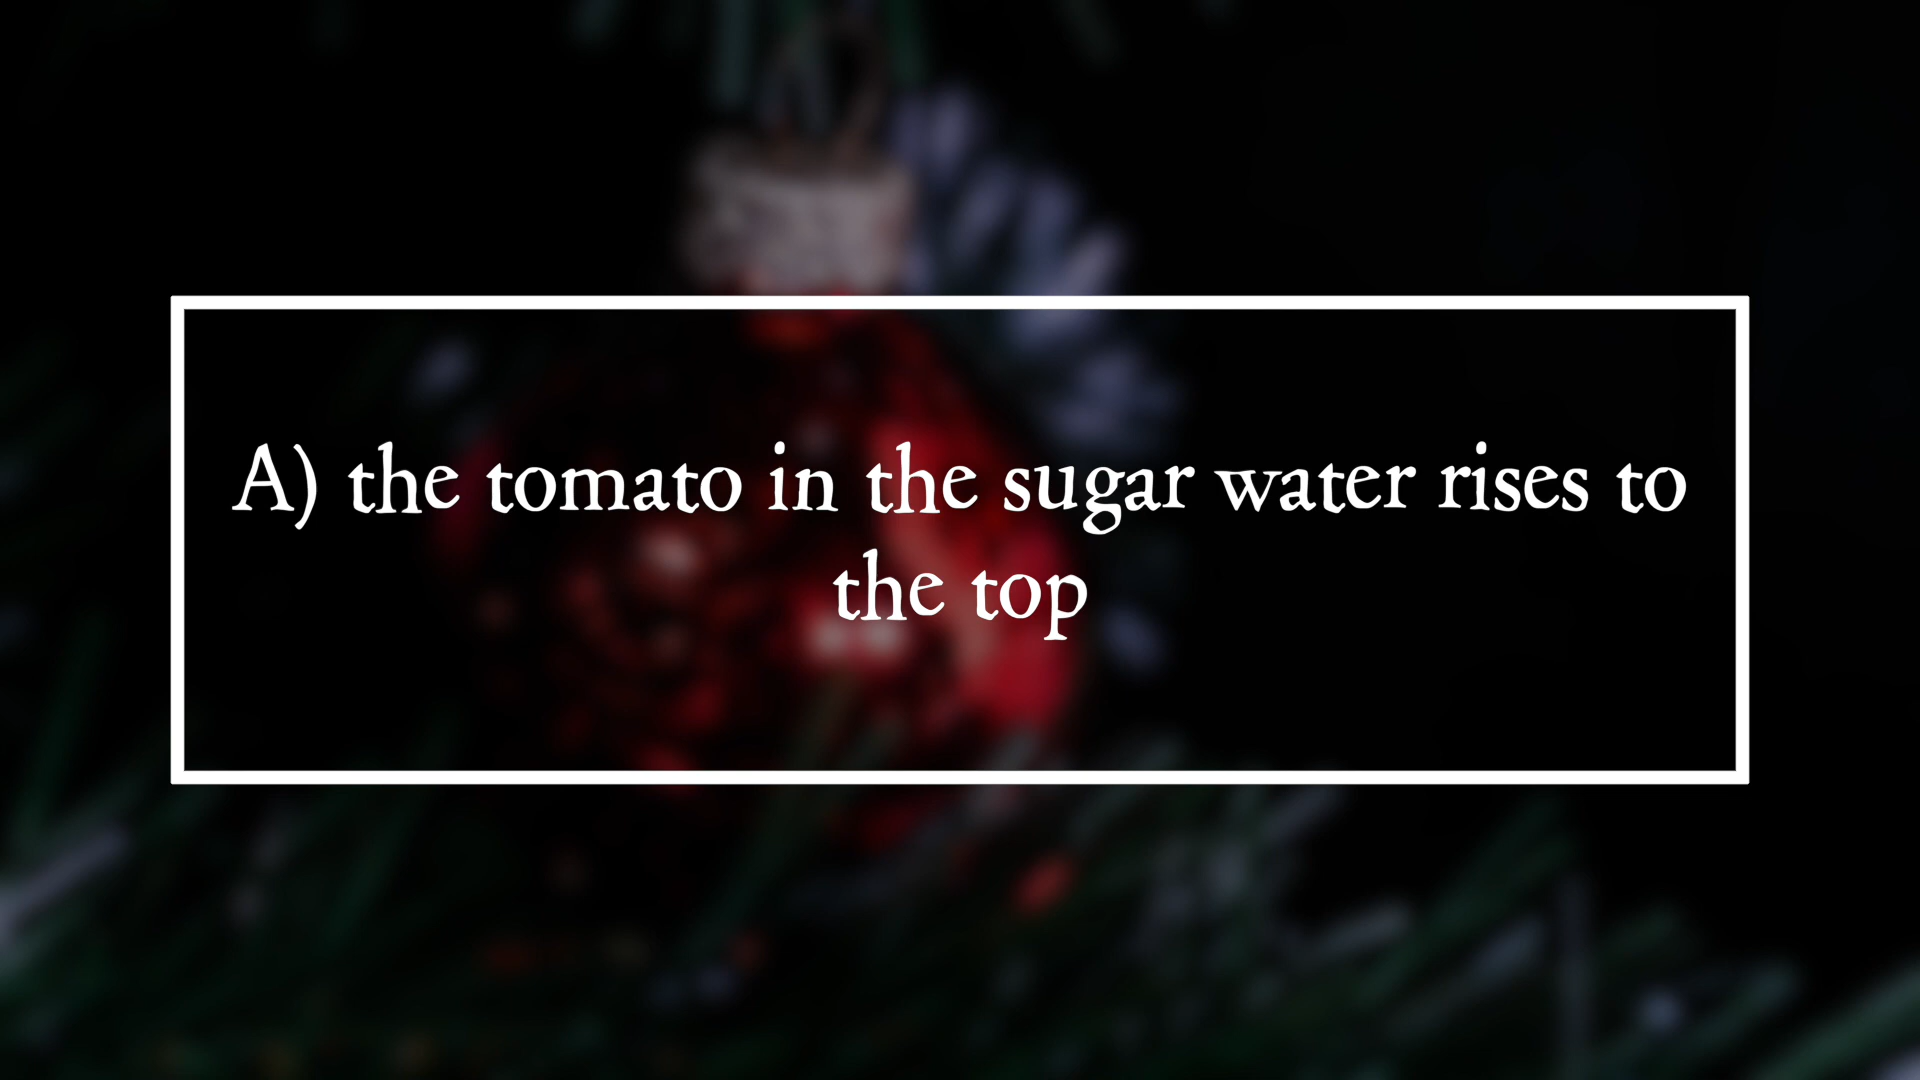 A) the tomato in the sugar water rises to
the top